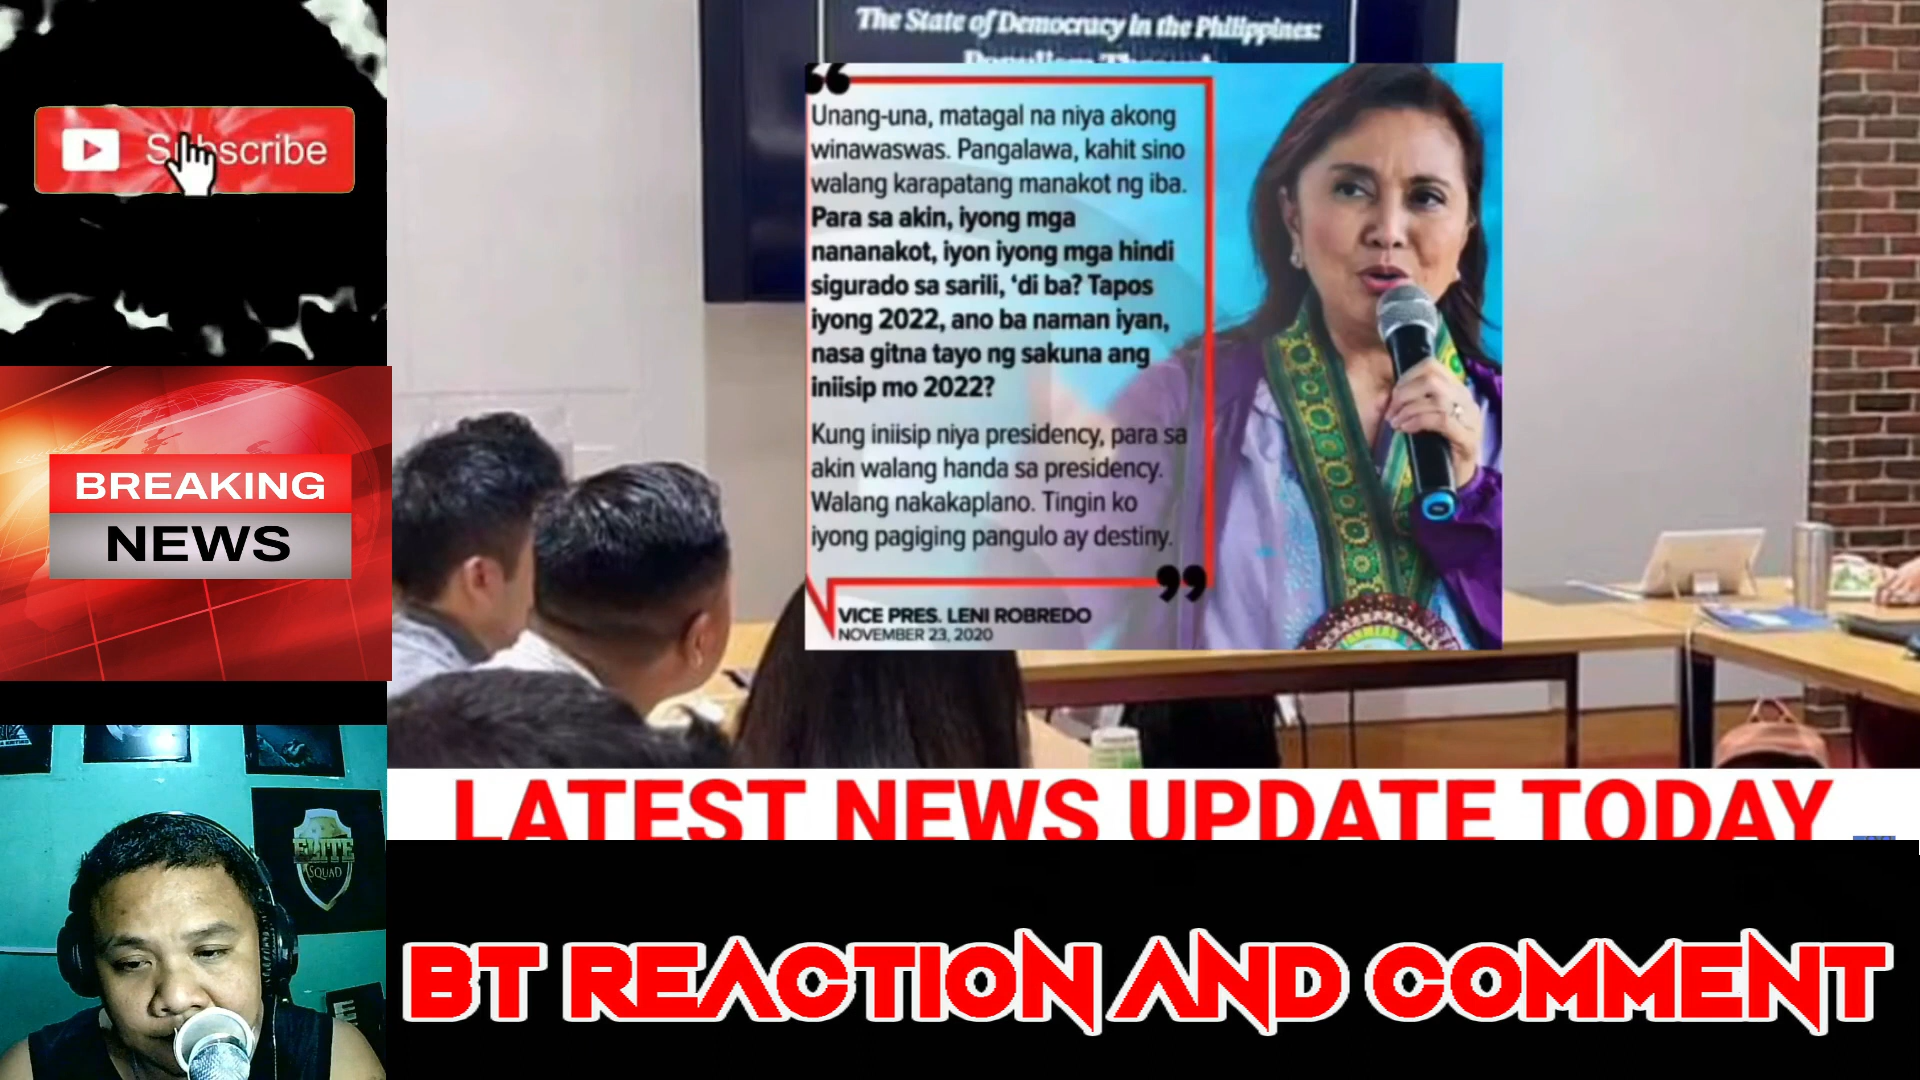 Subscribe
BREAKING
NEWS
The State of Democracy in the Philippines:
Unang-una, matagal na niya akong
winawaswas. Pangalawa, kahit sino
walang karapatang manakot ng iba.
Para sa akin, iyong mga
nananakot, iyon iyong mga hindi
sigurado sa sarili, ‘di ba? Tapos
iyong 2022, ano ba naman iyan,
nasa gitna tayo ng sakuna ang
iniisip mo 2022?
Kung iniisip niya presidency, para sa
akin walang handa sa presidency.
Walang nakakaplano. Tingin ko
iyong pagiging pangulo ay destiny.
VICE PRES. LENI ROBREDO
NOVEMBER 23, 2020
FARMERS
LATEST NEWS UPDATE TODAY
ELITE
SQUAD
BT REACTION AND COMMENT